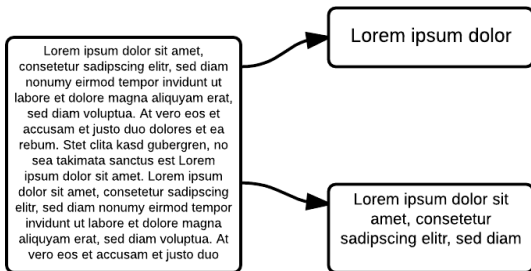 Lorem ipsum dolor sit amet,
consetetur sadipscing elitr, sed diam
nonumy eirmod tempor invidunt ut
labore et dolore magna aliquyam erat,
sed diam voluptua. At vero eos et
accusam et justo duo dolores et ea
rebum. Stet clita kasd gubergren, no
sea takimata sanctus est Lorem
ipsum dolor sit amet. Lorem ipsum
dolor sit amet, consetetur sadipscing
elitr, sed diam nonumy eirmod tempor
invidunt ut labore et dolore magna
aliquyam erat, sed diam voluptua. At
vero eos et accusam et justo duo
Lorem ipsum dolor
Lorem ipsum dolor sit
amet, consetetur
sadipscing elitr, sed diam